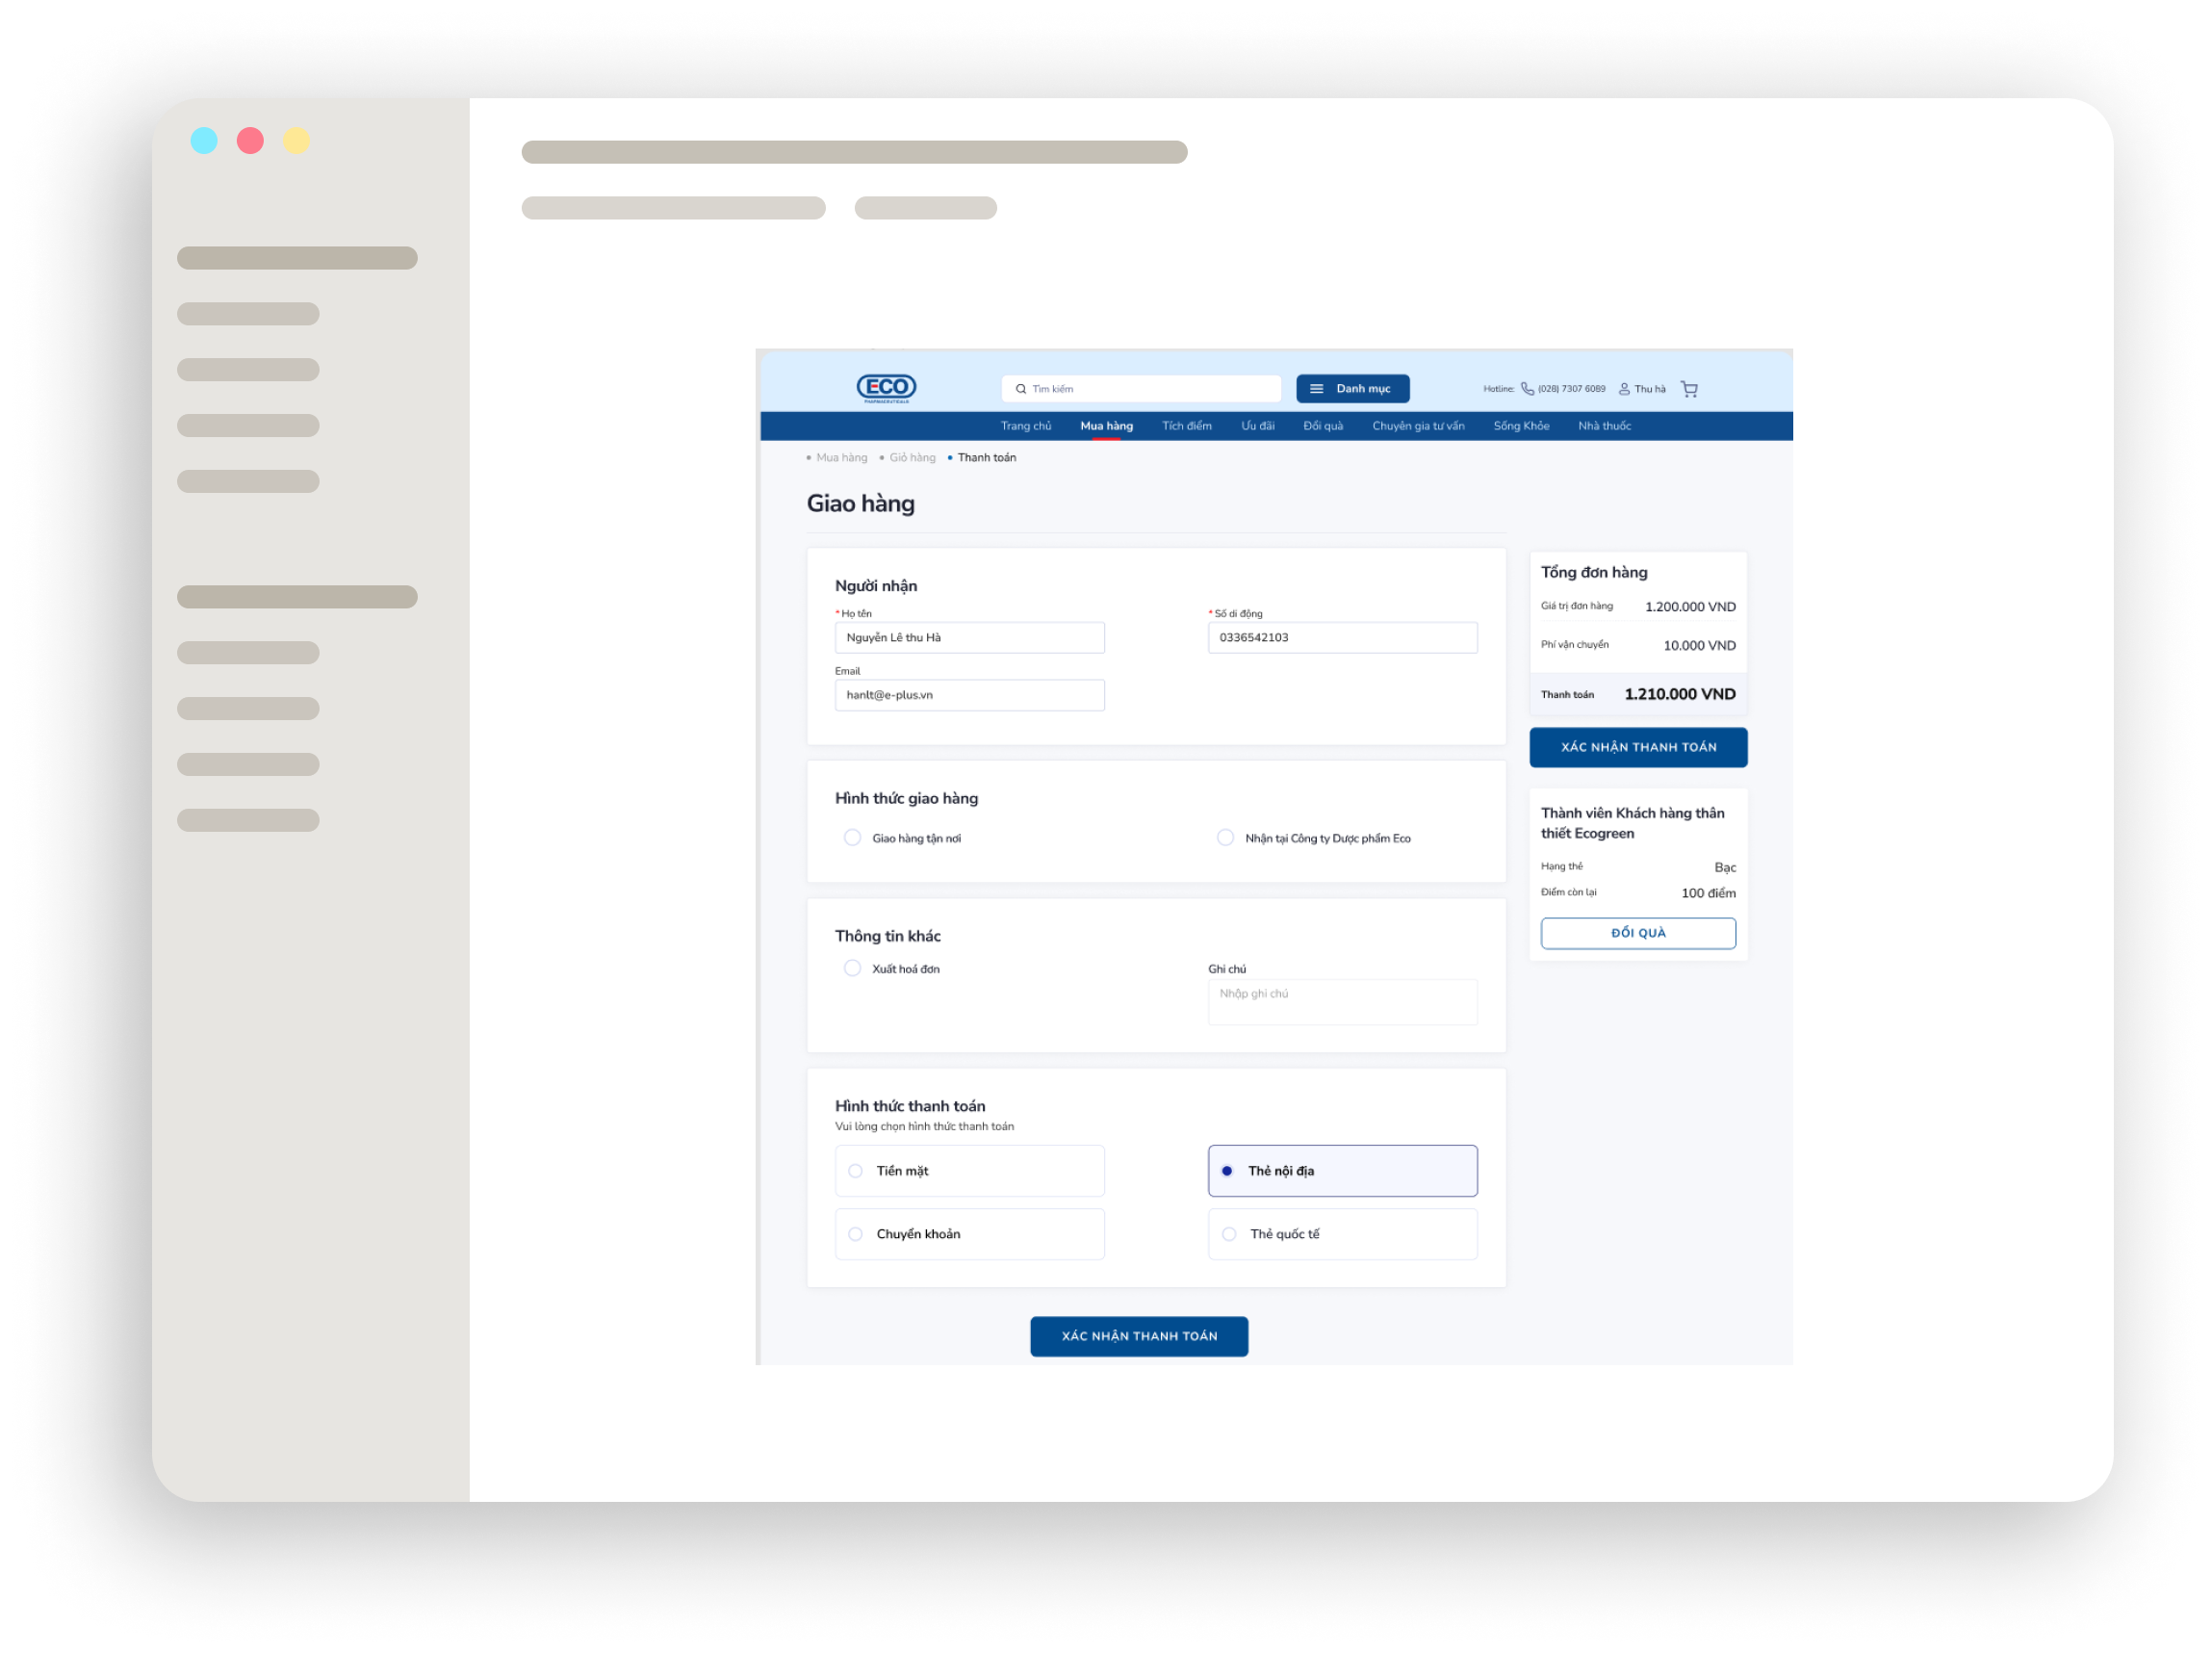 ECO
PHARMACEUTICALS
Tìm kiếm
Danh mục
Hotline: (028) 7307 6089
Thu hà
Trang chủ Mua hàng Tích điểm Ưu đãi Đổi quà Chuyên gia tư vấn Sống Khỏe Nhà thuốc
Mua hàng Giỏ hàng Thanh toán
Giao hàng
Người nhận
* Họ tên
Nguyễn Lê thu Hà
* Số di động
0336542103
Email
hanlt@e-plus.vn
Hình thức giao hàng
Giao hàng tận nơi
Nhận tại Công ty Dược phẩm Eco
Thông tin khác
Xuất hoá đơn
Ghi chú
Nhập ghi chú
Hình thức thanh toán
Vui lòng chọn hình thức thanh toán
Tiền mặt
Thẻ nội địa
Chuyển khoản
Thẻ quốc tế
XÁC NHẬN THANH TOÁN
Tổng đơn hàng
Giá trị đơn hàng 1.200.000 VND
Phí vận chuyển 10.000 VND
Thanh toán 1.210.000 VND
XÁC NHẬN THANH TOÁN
Thành viên Khách hàng thân
thiết Ecogreen
Hạng thẻ Bạc
Điểm còn lại 100 điểm
ĐỔI QUÀ